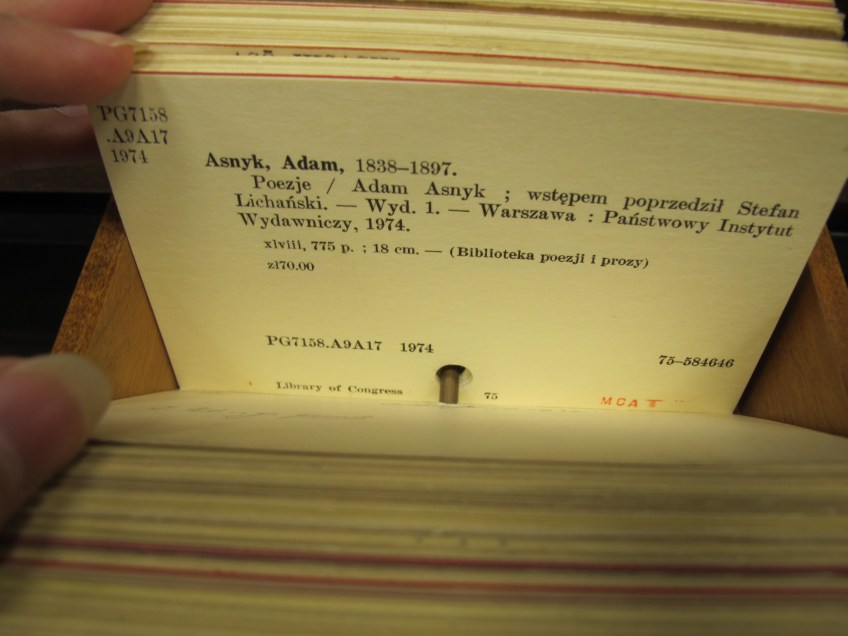 PG7158
.A9A17
1974
Asnyk, Adam, 1838–1897.
Poezje / Adam Asnyk ; wstępem poprzedził Stefan
Lichański. — Wyd. 1. — Warszawa : Państwowy Instytut
Wydawniczy, 1974.
xlviii, 775 p. ; 18 cm. — (Biblioteka poezji i prozy)
zł70.00
PG7158.A9A17 1974
75–584646
Library of Congress 75
MCAT